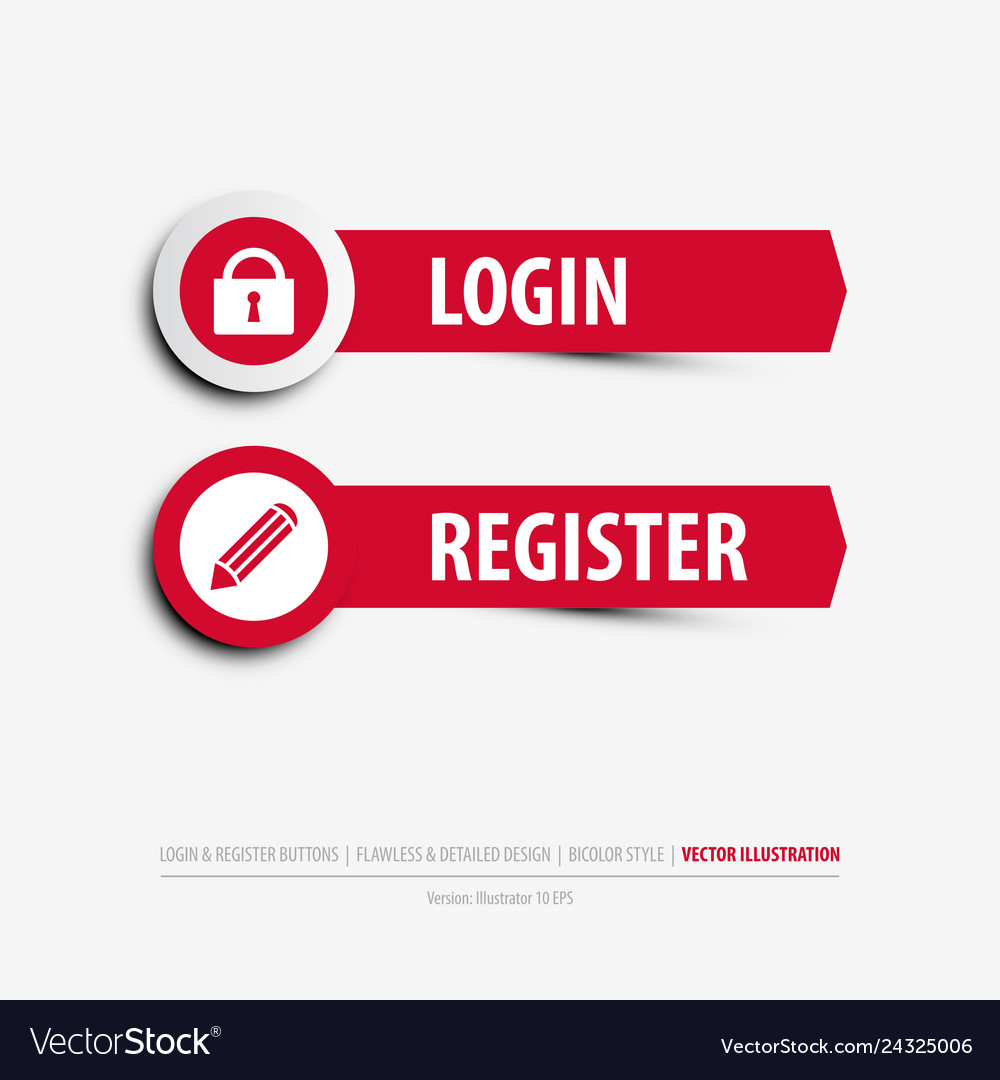 LOGIN
REGISTER
LOGIN & REGISTER BUTTONS | FLAWLESS & DETAILED DESIGN | BICOLOR STYLE | VECTOR ILLUSTRATION
Version: Illustrator 10 EPS
VectorStock® VectorStock.com/24325006